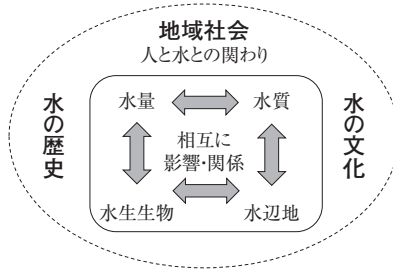 地域社会
人と水との関わり
水の歴史
水量
水質
相互に
影響・関係
水生生物
水辺地
水の文化